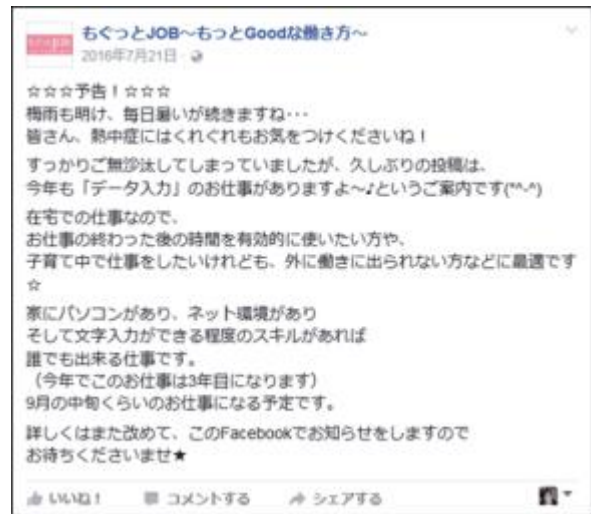 もぐっとJOB～もっとGoodな働き方～
2016年7月21日
☆☆☆予告！☆☆☆
梅雨も明け、毎日暑いが続きますね・・・
皆さん、熱中症にはくれぐれもお気をつけくださいね！
すっかりご無沙汰してしまっていましたが、久しぶりの投稿は、
今年も「データ入力」のお仕事がありますよ～♪というご案内です(*^-^)
在宅での仕事なので、
お仕事の終わった後の時間を有効的に使いたい方や、
子育て中で仕事をしたいけれども、外に働きに出られない方などに最適です
☆
家にパソコンがあり、ネット環境があり
そして文字入力ができる程度のスキルがあれば
誰でも出来る仕事です。
（今年でこのお仕事は3年目になります）
9月の中旬くらいのお仕事になる予定です。
詳しくはまた改めて、このFacebookでお知らせをしますので
お待ちくださいませ★
いいね！ コメントする シェアする